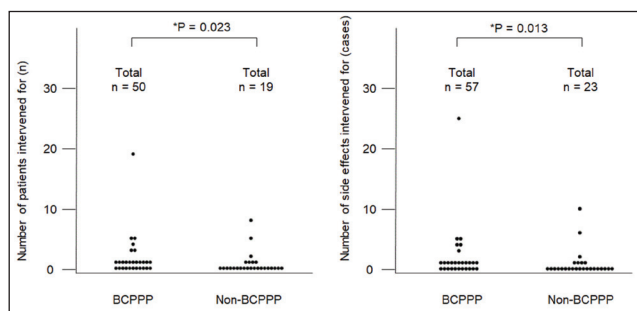 *P = 0.023
Number of patients intervened for (n)
Total
n = 50
Total
n = 19
30
20
10
0
BCPPP
Non-BCPPP
*P = 0.013
Number of side effects intervened for (cases)
Total
n = 57
Total
n = 23
30
20
10
0
BCPPP
Non-BCPPP